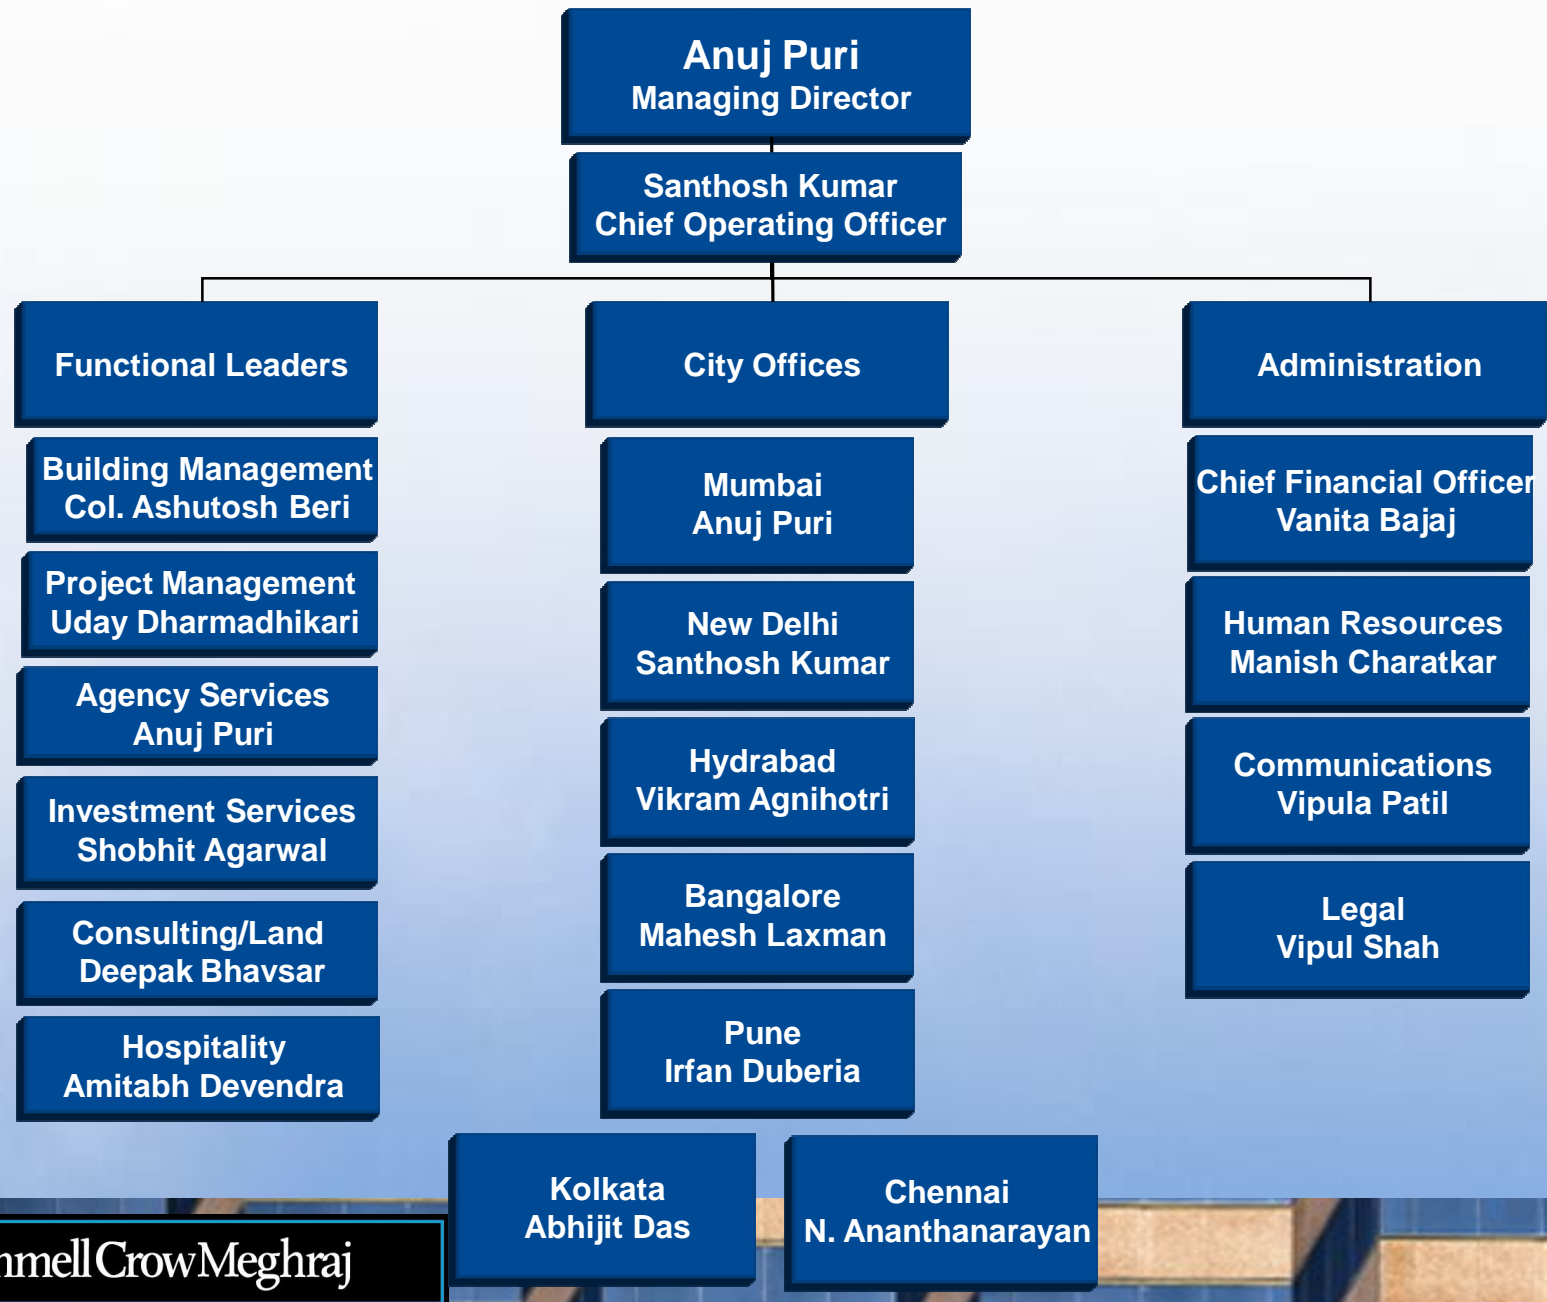 Anuj Puri
Managing Director
Santhosh Kumar
Chief Operating Officer
Functional Leaders
City Offices
Administration
Building Management
Col. Ashutosh Beri
Project Management
Uday Dharmadhikari
Agency Services
Anuj Puri
Investment Services
Shobhit Agarwal
Consulting/Land
Deepak Bhavsar
Hospitality
Amitabh Devendra
Mumbai
Anuj Puri
New Delhi
Santhosh Kumar
Hydrabad
Vikram Agnihotri
Bangalore
Mahesh Laxman
Pune
Irfan Duberia
Kolkata
Abhijit Das
Chennai
N. Ananthanarayan
Chief Financial Officer
Vanita Bajaj
Human Resources
Manish Charatkar
Communications
Vipula Patil
Legal
Vipul Shah
mmell Crow Meghraj